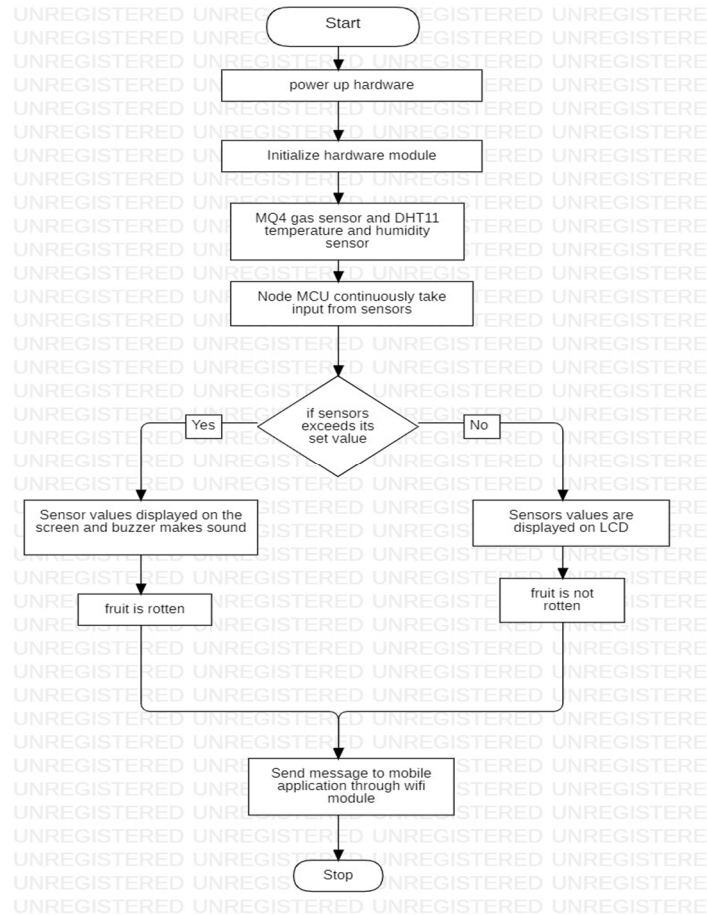 Start
power up hardware
Initialize hardware module
MQ4 gas sensor and DHT11
temperature and humidity
sensor
Node MCU continuously take
input from sensors
if sensors
exceeds its
set value
Yes
No
Sensor values displayed on the
screen and buzzer makes sound
Sensors values are
displayed on LCD
fruit is rotten
fruit is not
rotten
Send message to mobile
application through wifi
module
Stop
UNREGISTERED